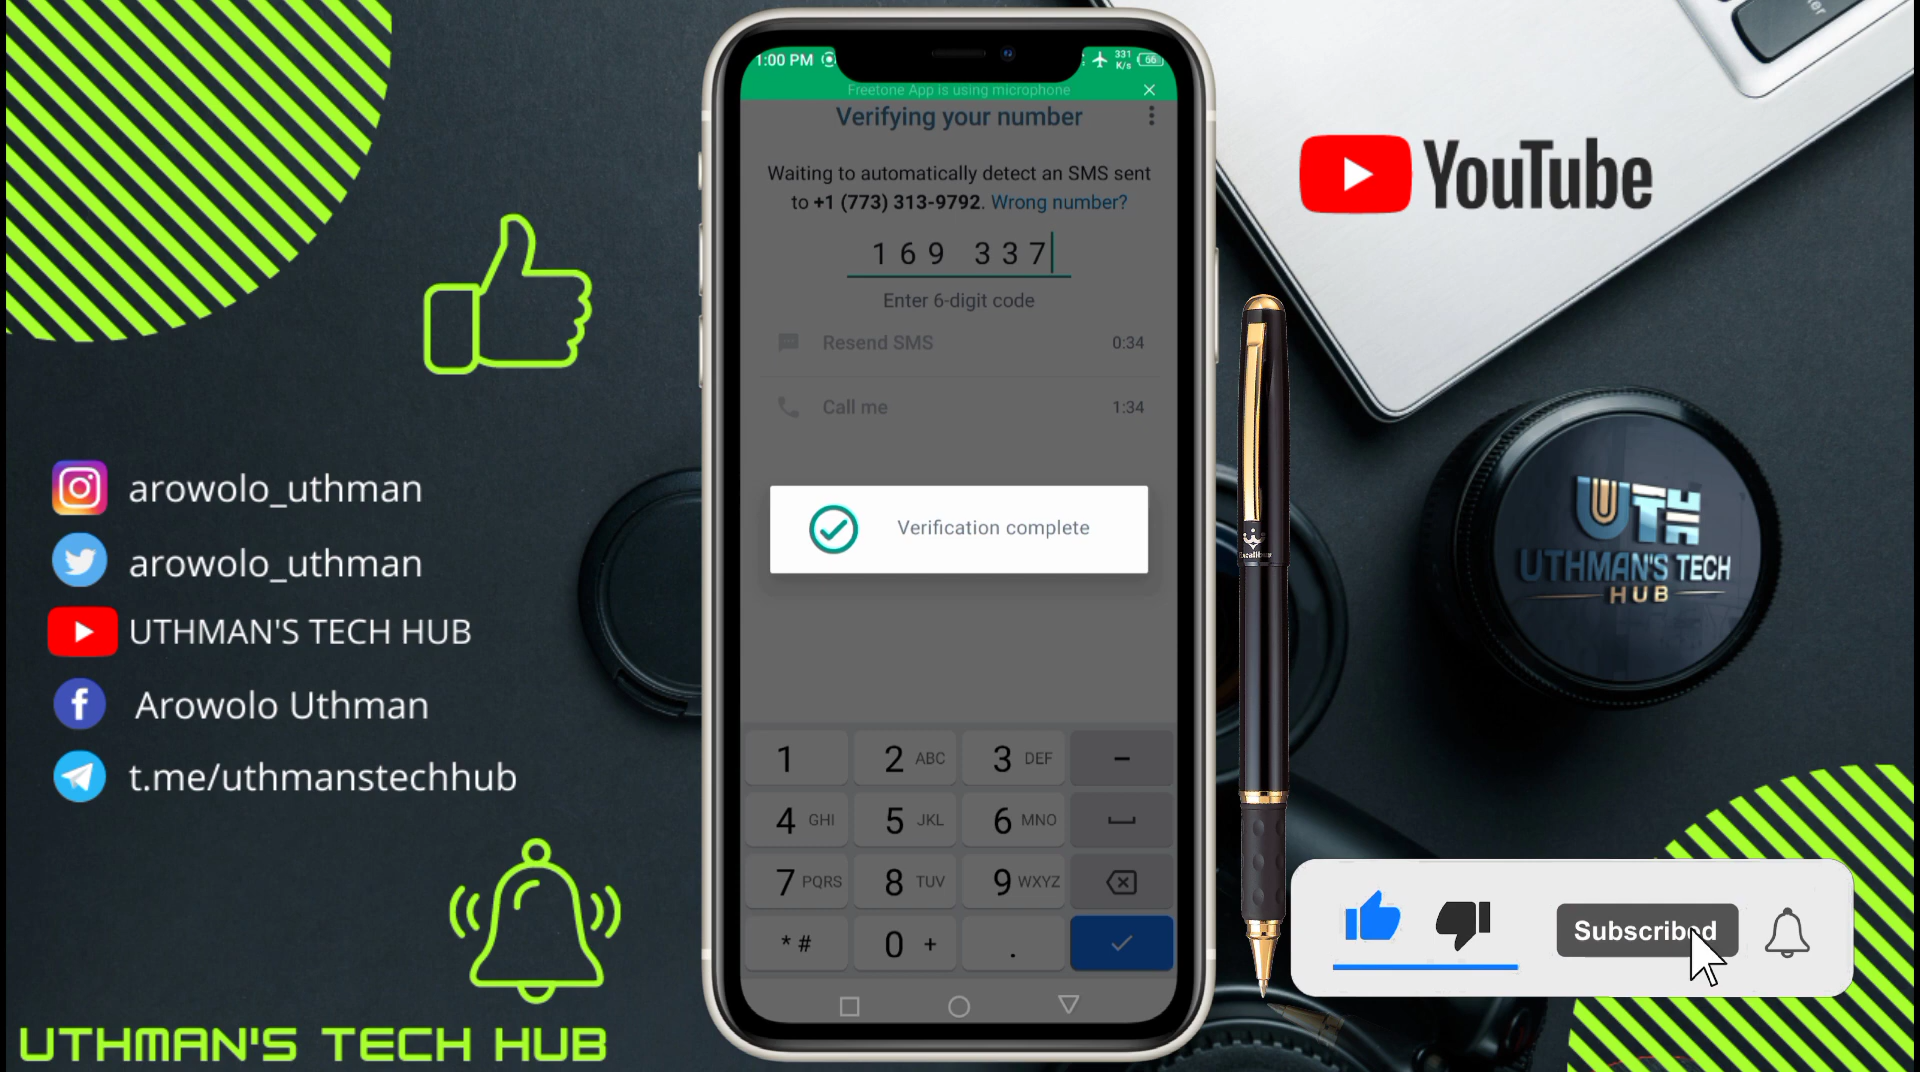 1:00 PM
331
K/s
66
Freetone App is using microphone
Verifying your number
Waiting to automatically detect an SMS sent
to +1 (773) 313-9792. Wrong number?
169 337
Enter 6-digit code
Resend SMS 0:34
Call me 1:34
Verification complete
1 2 ABC 3 DEF –
4 GHI 5 JKL 6 MNO
7 PQRS 8 TUV 9 WXYZ
* # 0 + .
arowolo_uthman
arowolo_uthman
UTHMAN'S TECH HUB
Arowolo Uthman
t.me/uthmanstechhub
UTHMAN'S TECH HUB
YouTube
Excalibur
UTH
UTHMAN'S TECH
HUB
Subscribed